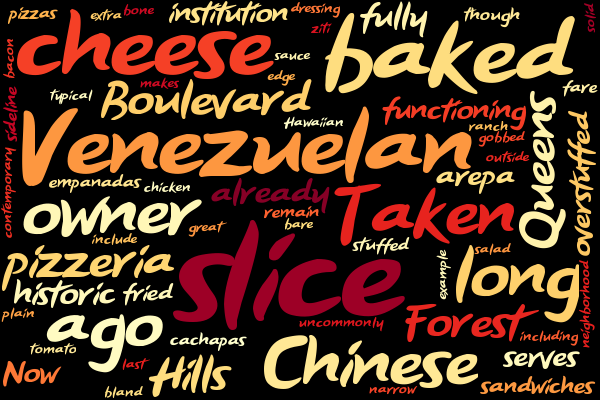 pizzas
extra
bone
institution
dressing
ziti
fully
though
solid
bacon
cheese
sauce
edge
baked
fare
typical
makes
Boulevard
Hawaiian
functioning
ranch
gobbed
outside
sideline
contemporary
Venezuelan
Queens
overstuffed
empanadas
chicken
already
arepa
owner
great
remain
bare
Taken
include
stuffed
pizzeria
slice
example
salad
long
neighborhood
historic
fried
plain
ago
uncommonly
Forest
including
tomato
cachapas
Chinese
serves
Now
last
Hills
bland
narrow
sandwiches